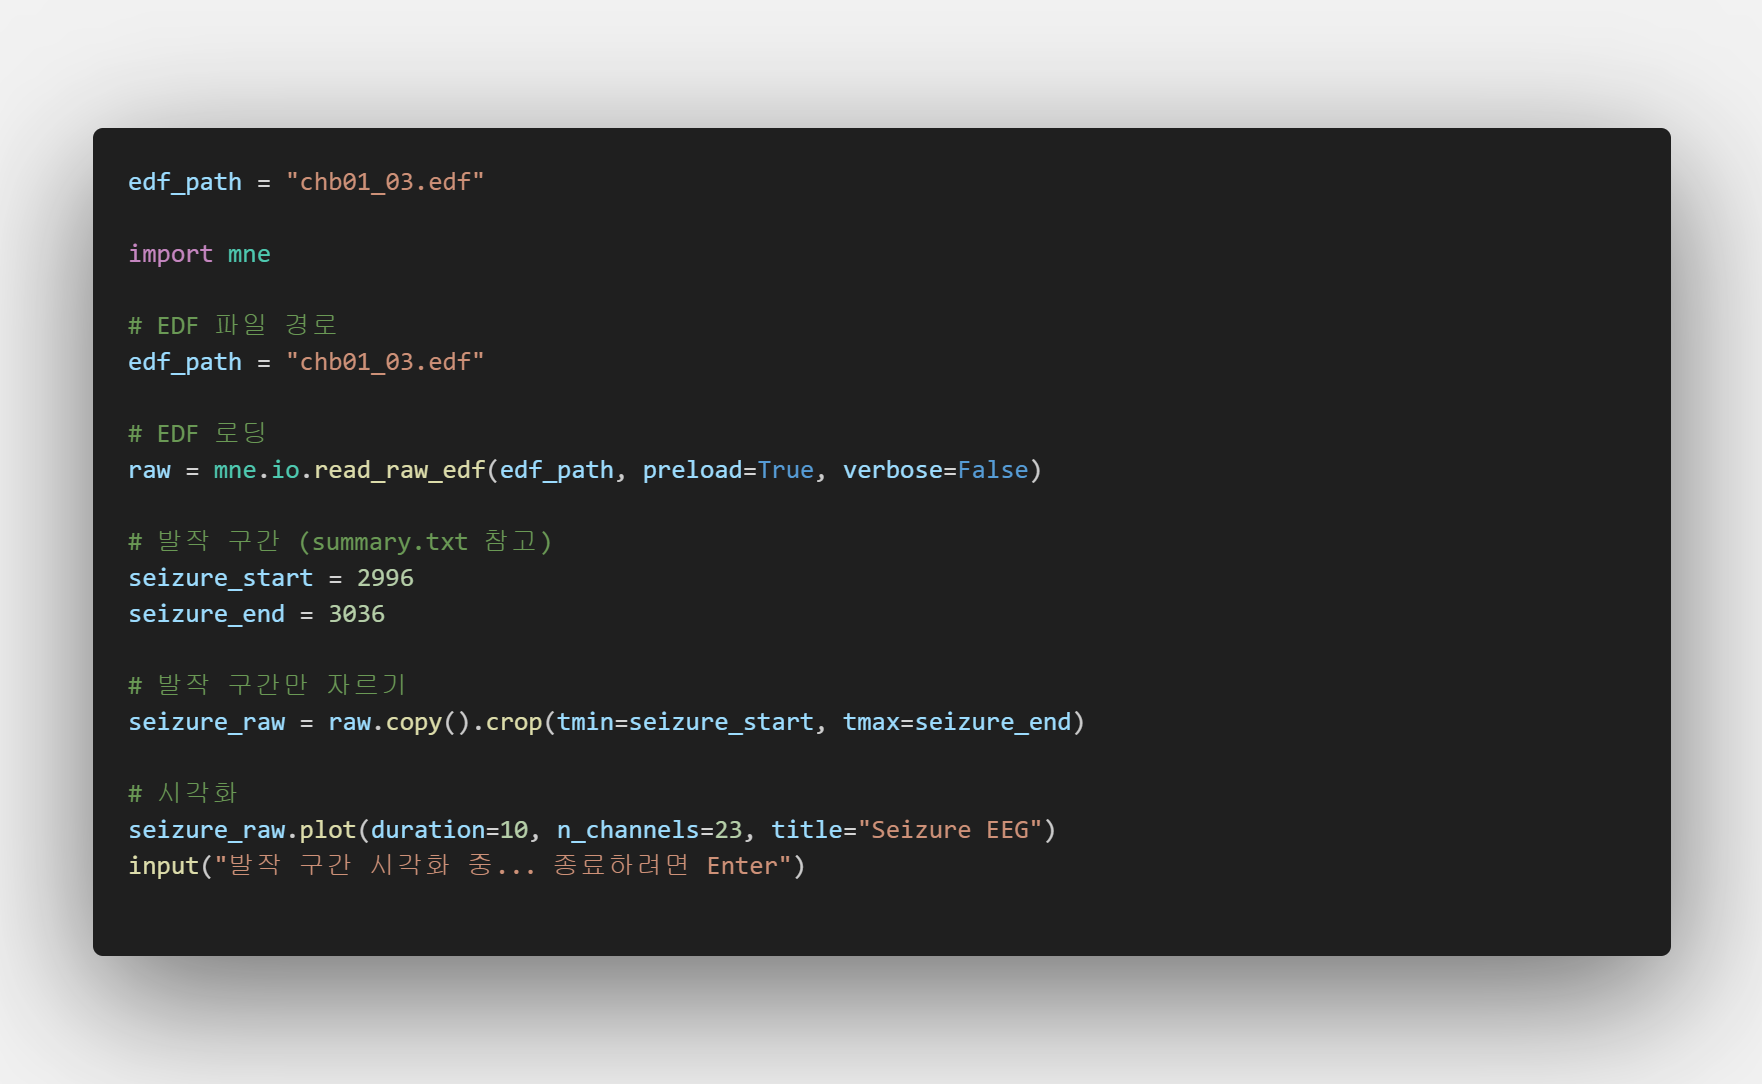 edf_path = "chb01_03.edf"
import mne
# EDF 파일 경로
edf_path = "chb01_03.edf"
# EDF 로딩
raw = mne.io.read_raw_edf(edf_path, preload=True, verbose=False)
# 발작 구간 (summary.txt 참고)
seizure_start = 2996
seizure_end = 3036
# 발작 구간만 자르기
seizure_raw = raw.copy().crop(tmin=seizure_start, tmax=seizure_end)
# 시각화
seizure_raw.plot(duration=10, n_channels=23, title="Seizure EEG")
input("발작 구간 시각화 중... 종료하려면 Enter")